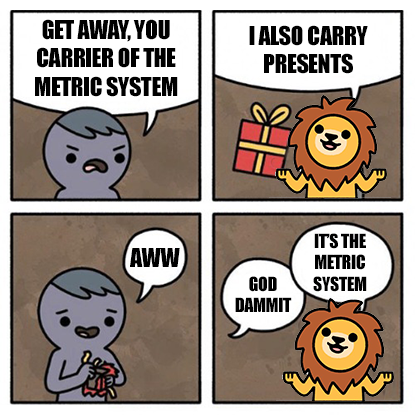 GET AWAY, YOU
CARRIER OF THE
METRIC SYSTEM
I ALSO CARRY
PRESENTS
AWW
IT'S THE
METRIC
SYSTEM
GOD
DAMMIT